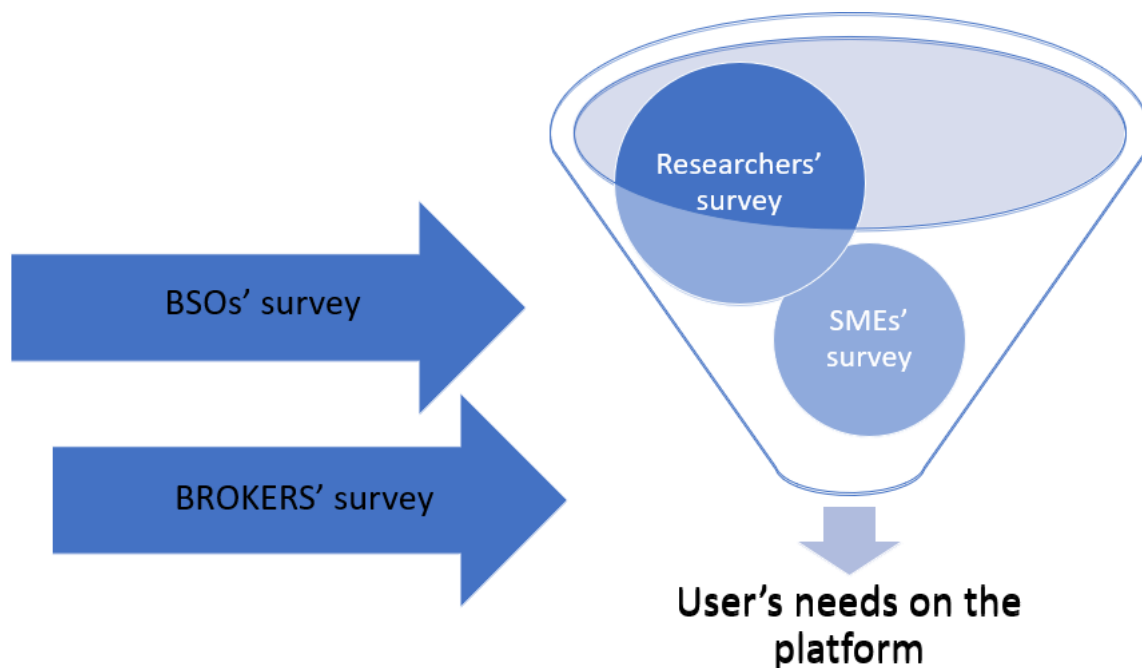 Researchers’
survey
BSOs’ survey
SMEs’
survey
BROKERS’ survey
User’s needs on the
platform